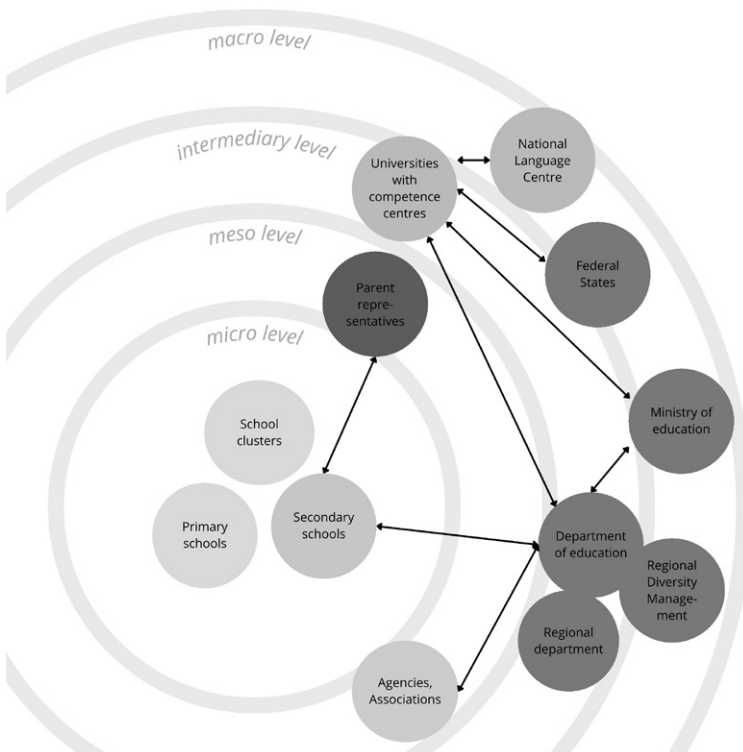 macro level
intermediary level
meso level
micro level
National
Language
Centre
Universities
with
competence
centres
Federal
States
Parent
repre-
sentatives
Ministry of
education
School
clusters
Secondary
schools
Primary
schools
Department
of education
Regional
Diversity
Manage-
ment
Regional
department
Agencies,
Associations